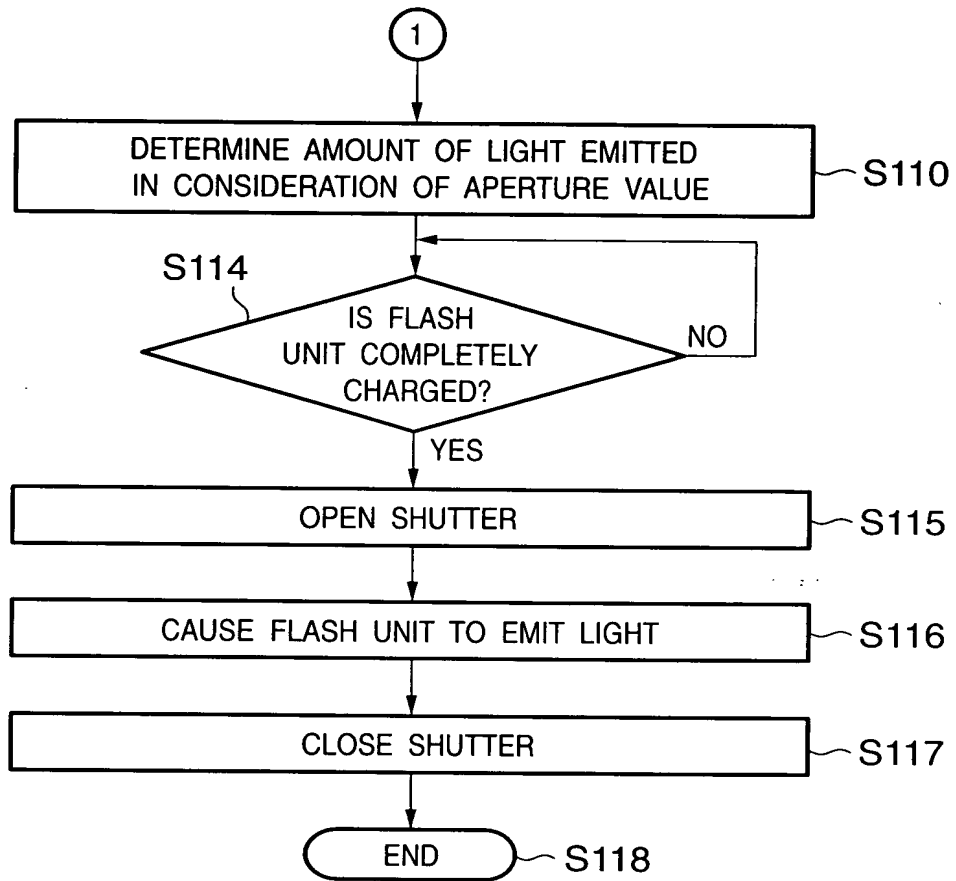 1
DETERMINE AMOUNT OF LIGHT EMITTED
IN CONSIDERATION OF APERTURE VALUE
S110
S114
IS FLASH
UNIT COMPLETELY
CHARGED?
NO
YES
OPEN SHUTTER
S115
CAUSE FLASH UNIT TO EMIT LIGHT
S116
CLOSE SHUTTER
S117
END
S118